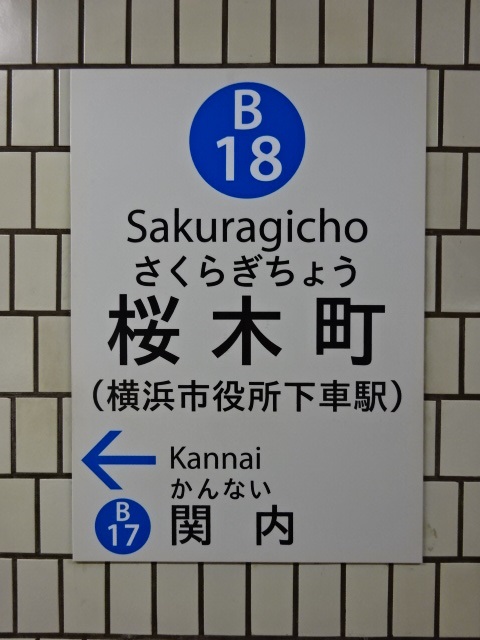 B
18
Sakuragicho
さくらぎちょう
桜木町
（横浜市役所下車駅）
← Kannai
かんない
B
17
関内